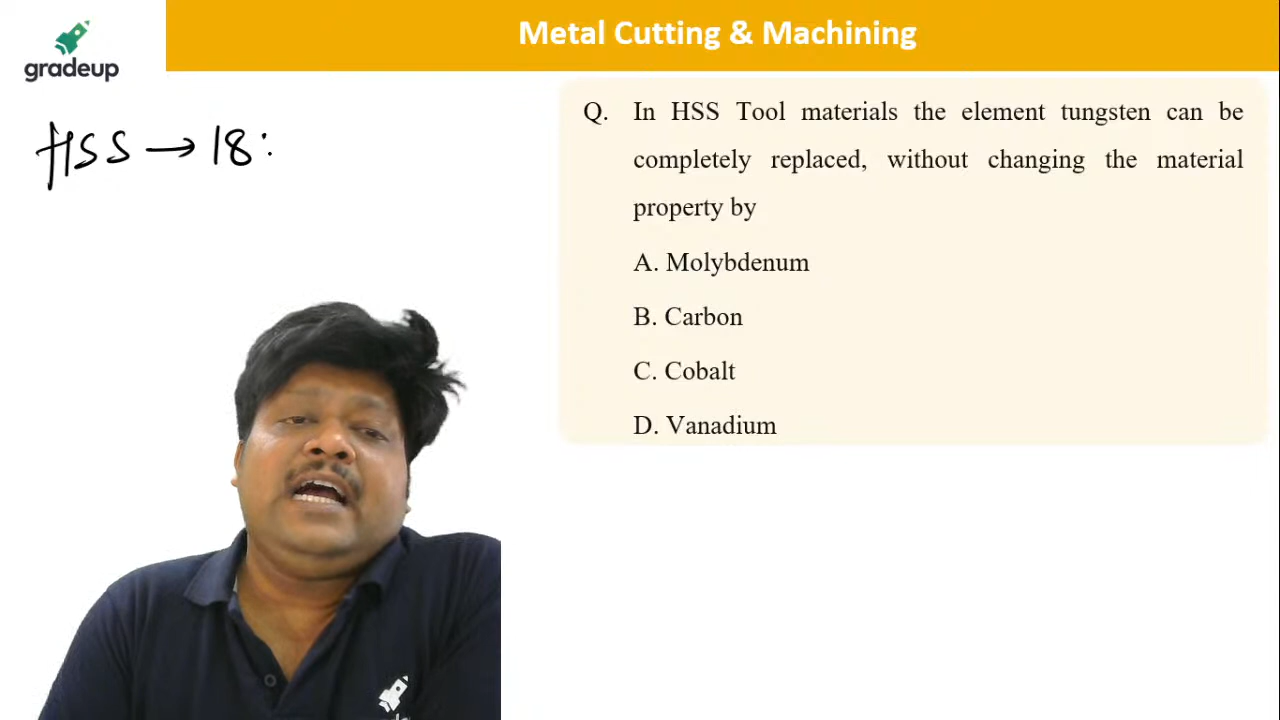 Metal Cutting & Machining
gradeup
HSS → 18:
Q. In HSS Tool materials the element tungsten can be
completely replaced, without changing the material
property by
A. Molybdenum
B. Carbon
C. Cobalt
D. Vanadium